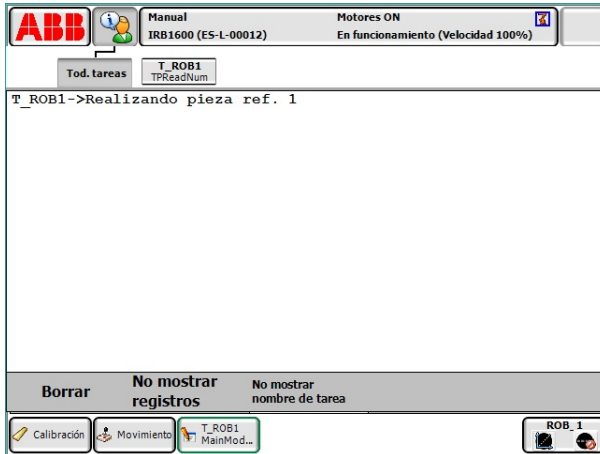 ABB
Manual
Motores ON
IRB1600 (ES-L-00012)
En funcionamiento (Velocidad 100%)
Tod. tareas
T_ROB1
TPReadNum
T_ROB1->Realizando pieza ref. 1
Borrar
No mostrar
registros
No mostrar
nombre de tarea
Calibración
Movimiento
T_ROB1
MainMod...
ROB_1